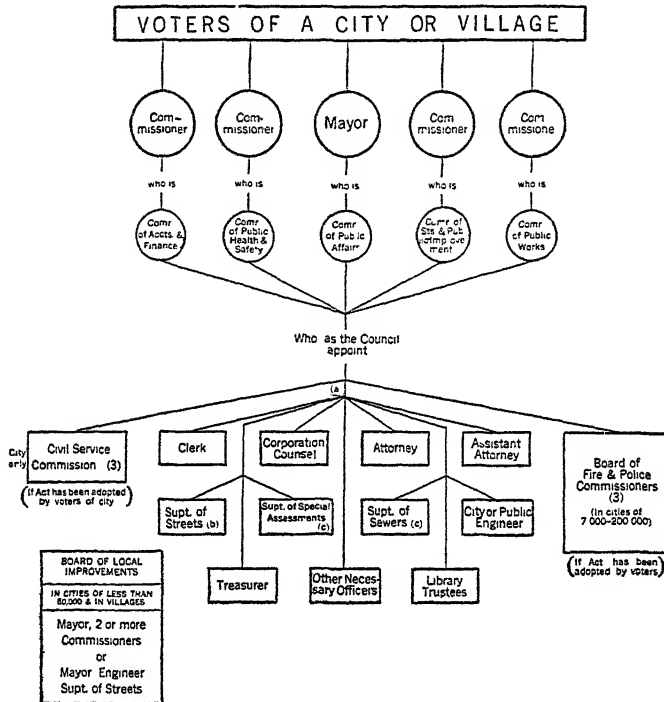 VOTERS OF A CITY OR VILLAGE
Com-
missioner
Com-
missioner
Mayor
Com
missioner
Com
missione
who is
who is
who is
who is
who is
Comr
of Accts. &
Finance
Comr
of Public
Health &
Safety
Comr
of Public
Affair
Comr of
Sts & Pub
ment
Comr
of Public
Works
Who as the Council
appoint
(a
City
only
Civil Service
Commission (3)
(If Act has been adopted
by voters of city)
Clerk
Corporation
Counsel
Attorney
Assistant
Attorney
Board of
Fire & Police
Commissioners
(3)
(In cities of
7 000-200 000)
(If Act has been
adopted by voters)
Supt. of
Streets (b)
Supt. of Special
Assessments
(c)
Supt. of
Sewers (c)
City or Public
Engineer
Treasurer
Other Neces-
sary Officers
Library
Trustees
BOARD OF LOCAL
IMPROVEMENTS
IN CITIES OF LESS THAN
50,000 & IN VILLAGES
Mayor, 2 or more
Commissioners
or
Mayor Engineer
Supt. of Streets